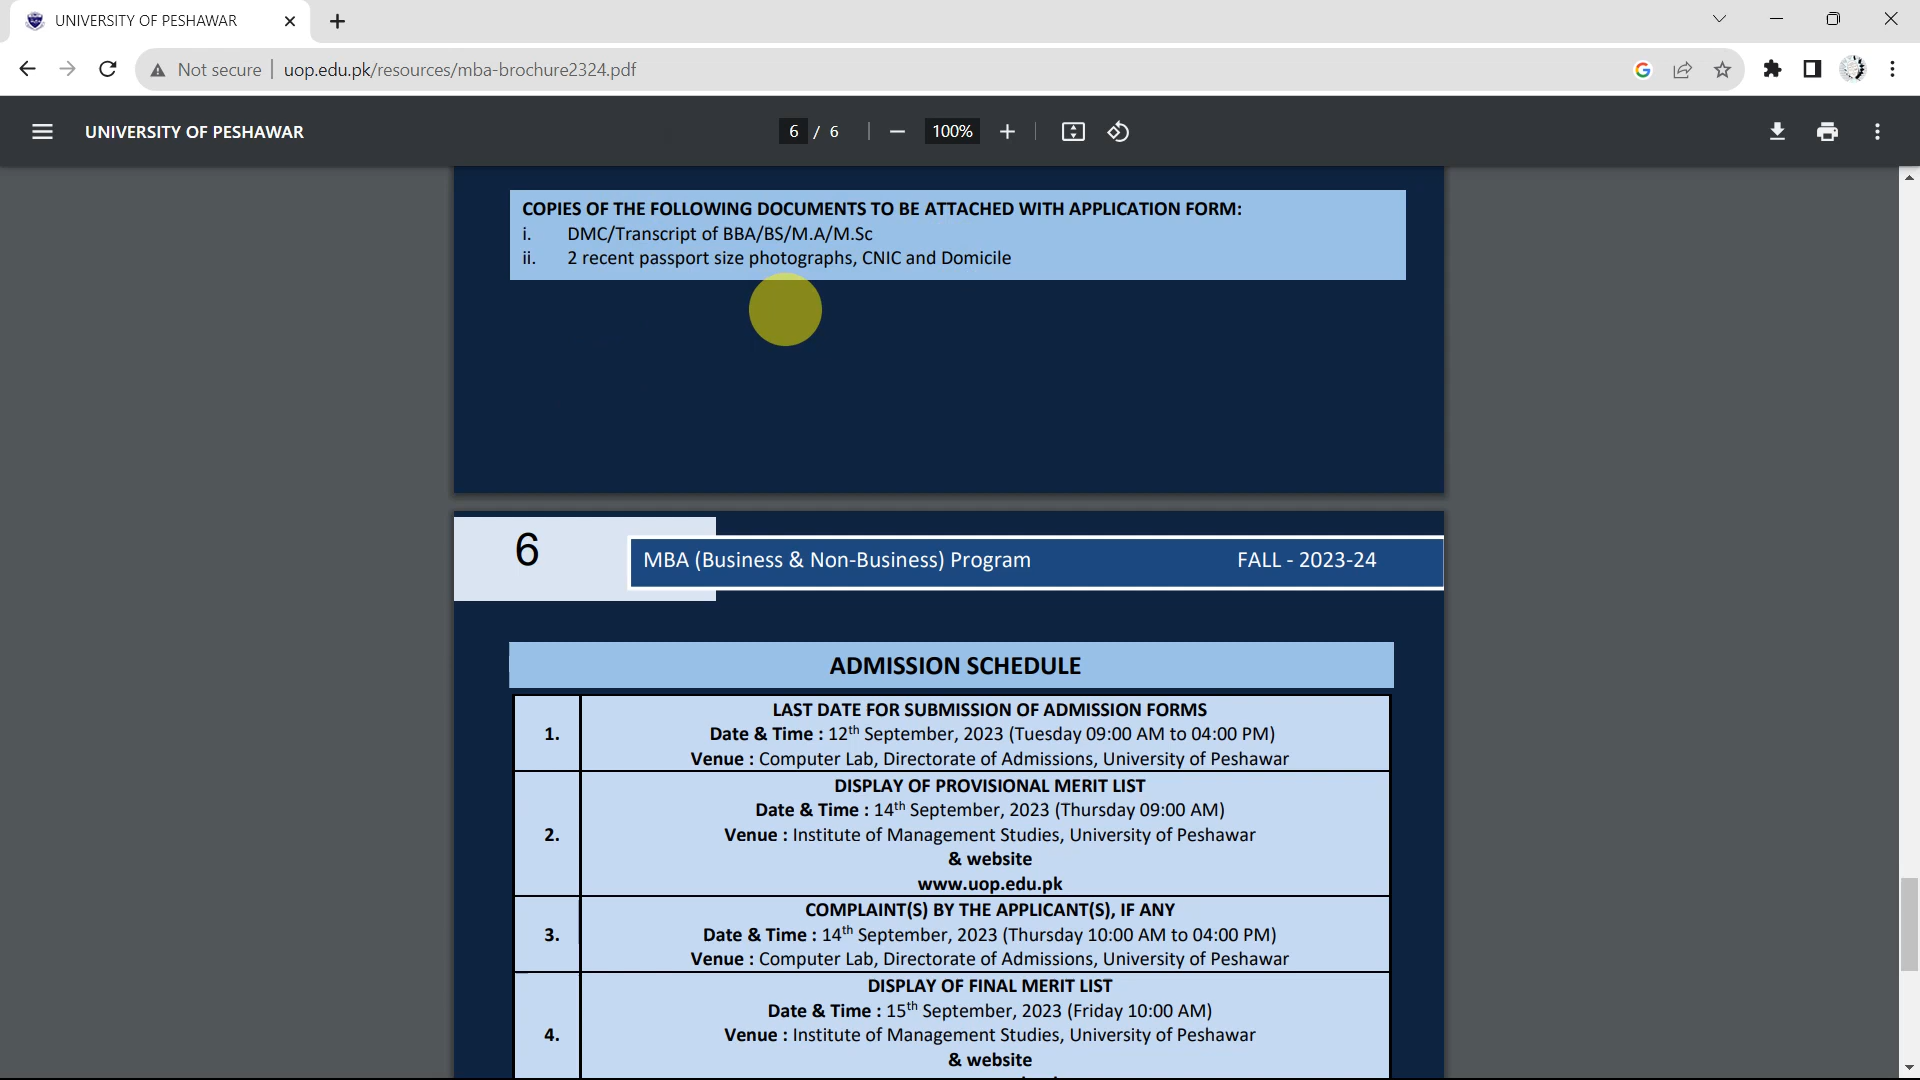 UNIVERSITY OF PESHAWAR
Not secure | uop.edu.pk/resources/mba-brochure2324.pdf
UNIVERSITY OF PESHAWAR
6 / 6
100%
COPIES OF THE FOLLOWING DOCUMENTS TO BE ATTACHED WITH APPLICATION FORM:
i. DMC/Transcript of BBA/BS/M.A/M.Sc
ii. 2 recent passport size photographs, CNIC and Domicile
6
MBA (Business & Non-Business) Program FALL - 2023-24
ADMISSION SCHEDULE
LAST DATE FOR SUBMISSION OF ADMISSION FORMS
1. Date & Time : 12th September, 2023 (Tuesday 09:00 AM to 04:00 PM)
Venue : Computer Lab, Directorate of Admissions, University of Peshawar
DISPLAY OF PROVISIONAL MERIT LIST
Date & Time : 14th September, 2023 (Thursday 09:00 AM)
2. Venue : Institute of Management Studies, University of Peshawar
& website
www.uop.edu.pk
COMPLAINT(S) BY THE APPLICANT(S), IF ANY
3. Date & Time : 14th September, 2023 (Thursday 10:00 AM to 04:00 PM)
Venue : Computer Lab, Directorate of Admissions, University of Peshawar
DISPLAY OF FINAL MERIT LIST
Date & Time : 15th September, 2023 (Friday 10:00 AM)
4. Venue : Institute of Management Studies, University of Peshawar
& website